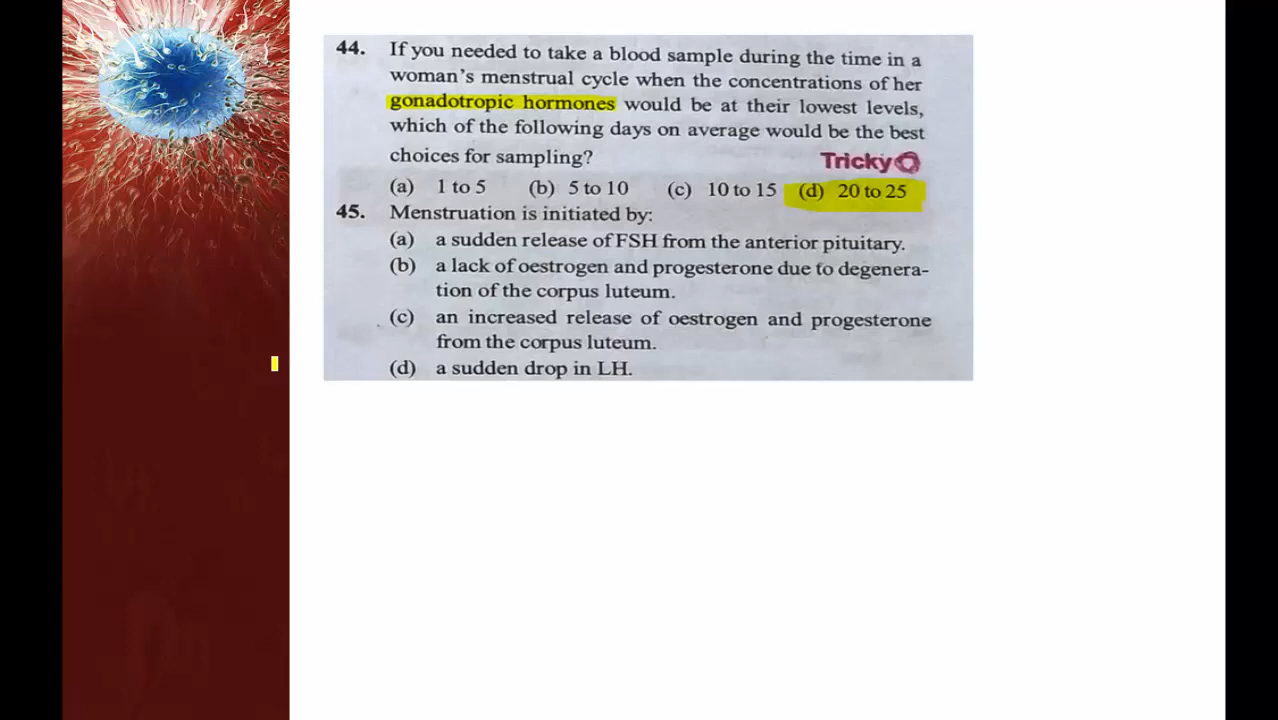 44. If you needed to take a blood sample during the time in a
woman's menstrual cycle when the concentrations of her
gonadotropic hormones would be at their lowest levels,
which of the following days on average would be the best
choices for sampling? TrickyQ
(a) 1 to 5 (b) 5 to 10 (c) 10 to 15 (d) 20 to 25
45. Menstruation is initiated by:
(a) a sudden release of FSH from the anterior pituitary.
(b) a lack of oestrogen and progesterone due to degenera-
tion of the corpus luteum.
(c) an increased release of oestrogen and progesterone
from the corpus luteum.
(d) a sudden drop in LH.